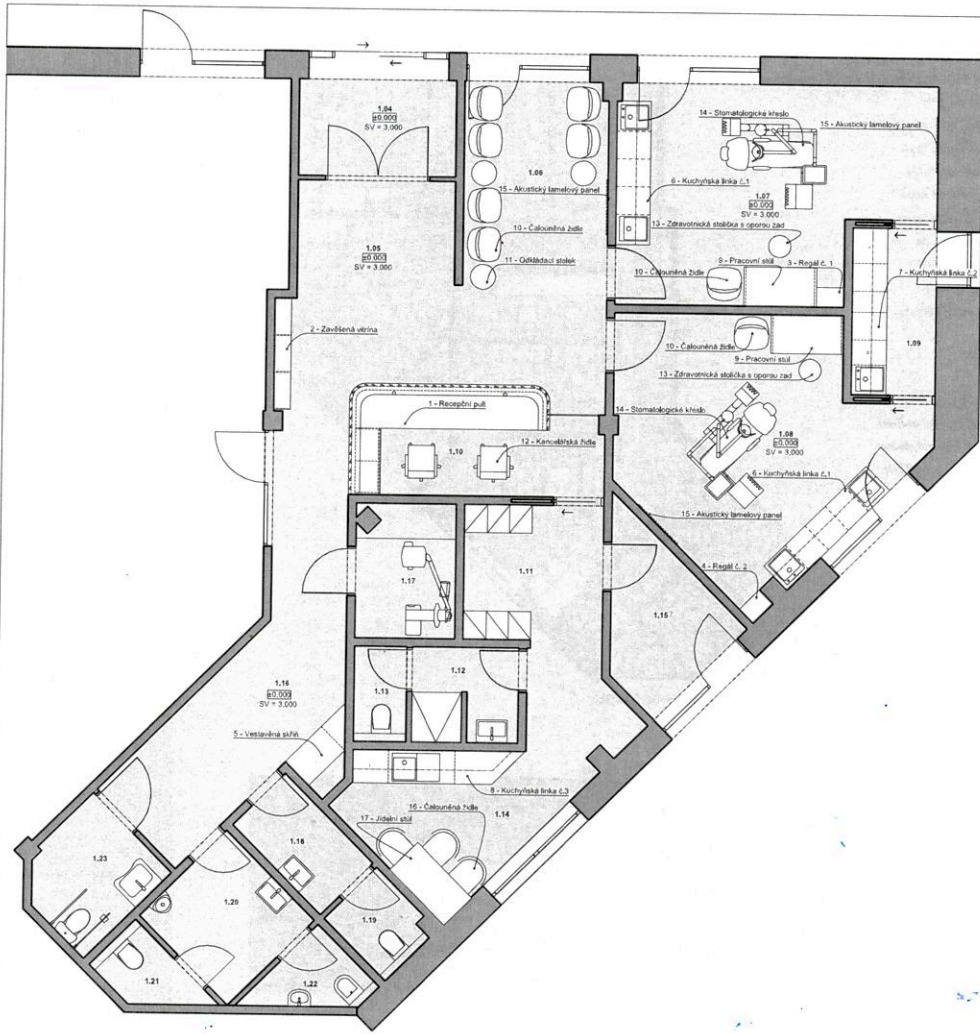 1.04
±0.000
SV = 3.000
14 - Stomatologické křeslo
15 - Akustický lamelový panel
1.06
15 - Akustický lamelový panel
6 - Kuchyňská linka č.1
1.07
±0.000
SV = 3.000
13 - Zdravotnická stolička s oporou zad
10 - Čalouněná židle
11 - Odkládací stolek
1.05
±0.000
SV = 3.000
9 - Pracovní stůl
3 - Regál č. 1
10 - Čalouněná židle
7 - Kuchyňská linka č.2
2 - Zavěšená vitrína
10 - Čalouněná židle
9 - Pracovní stůl
13 - Zdravotnická stolička s oporou zad
1.09
1 - Recepční pult
14 - Stomatologické křeslo
12 - Kancelářská židle
1.10
1.08
±0.000
SV = 3.000
6 - Kuchyňská linka č.1
15 - Akustický lamelový panel
1.17
1.11
4 - Regál č. 2
1.15
1.12
1.13
1.16
±0.000
SV = 3.000
5 - Vestavěná skříň
8 - Kuchyňská linka č.3
16 - Čalouněná židle
1.14
17 - Jídelní stůl
1.18
1.23
1.20
1.19
1.21
1.22